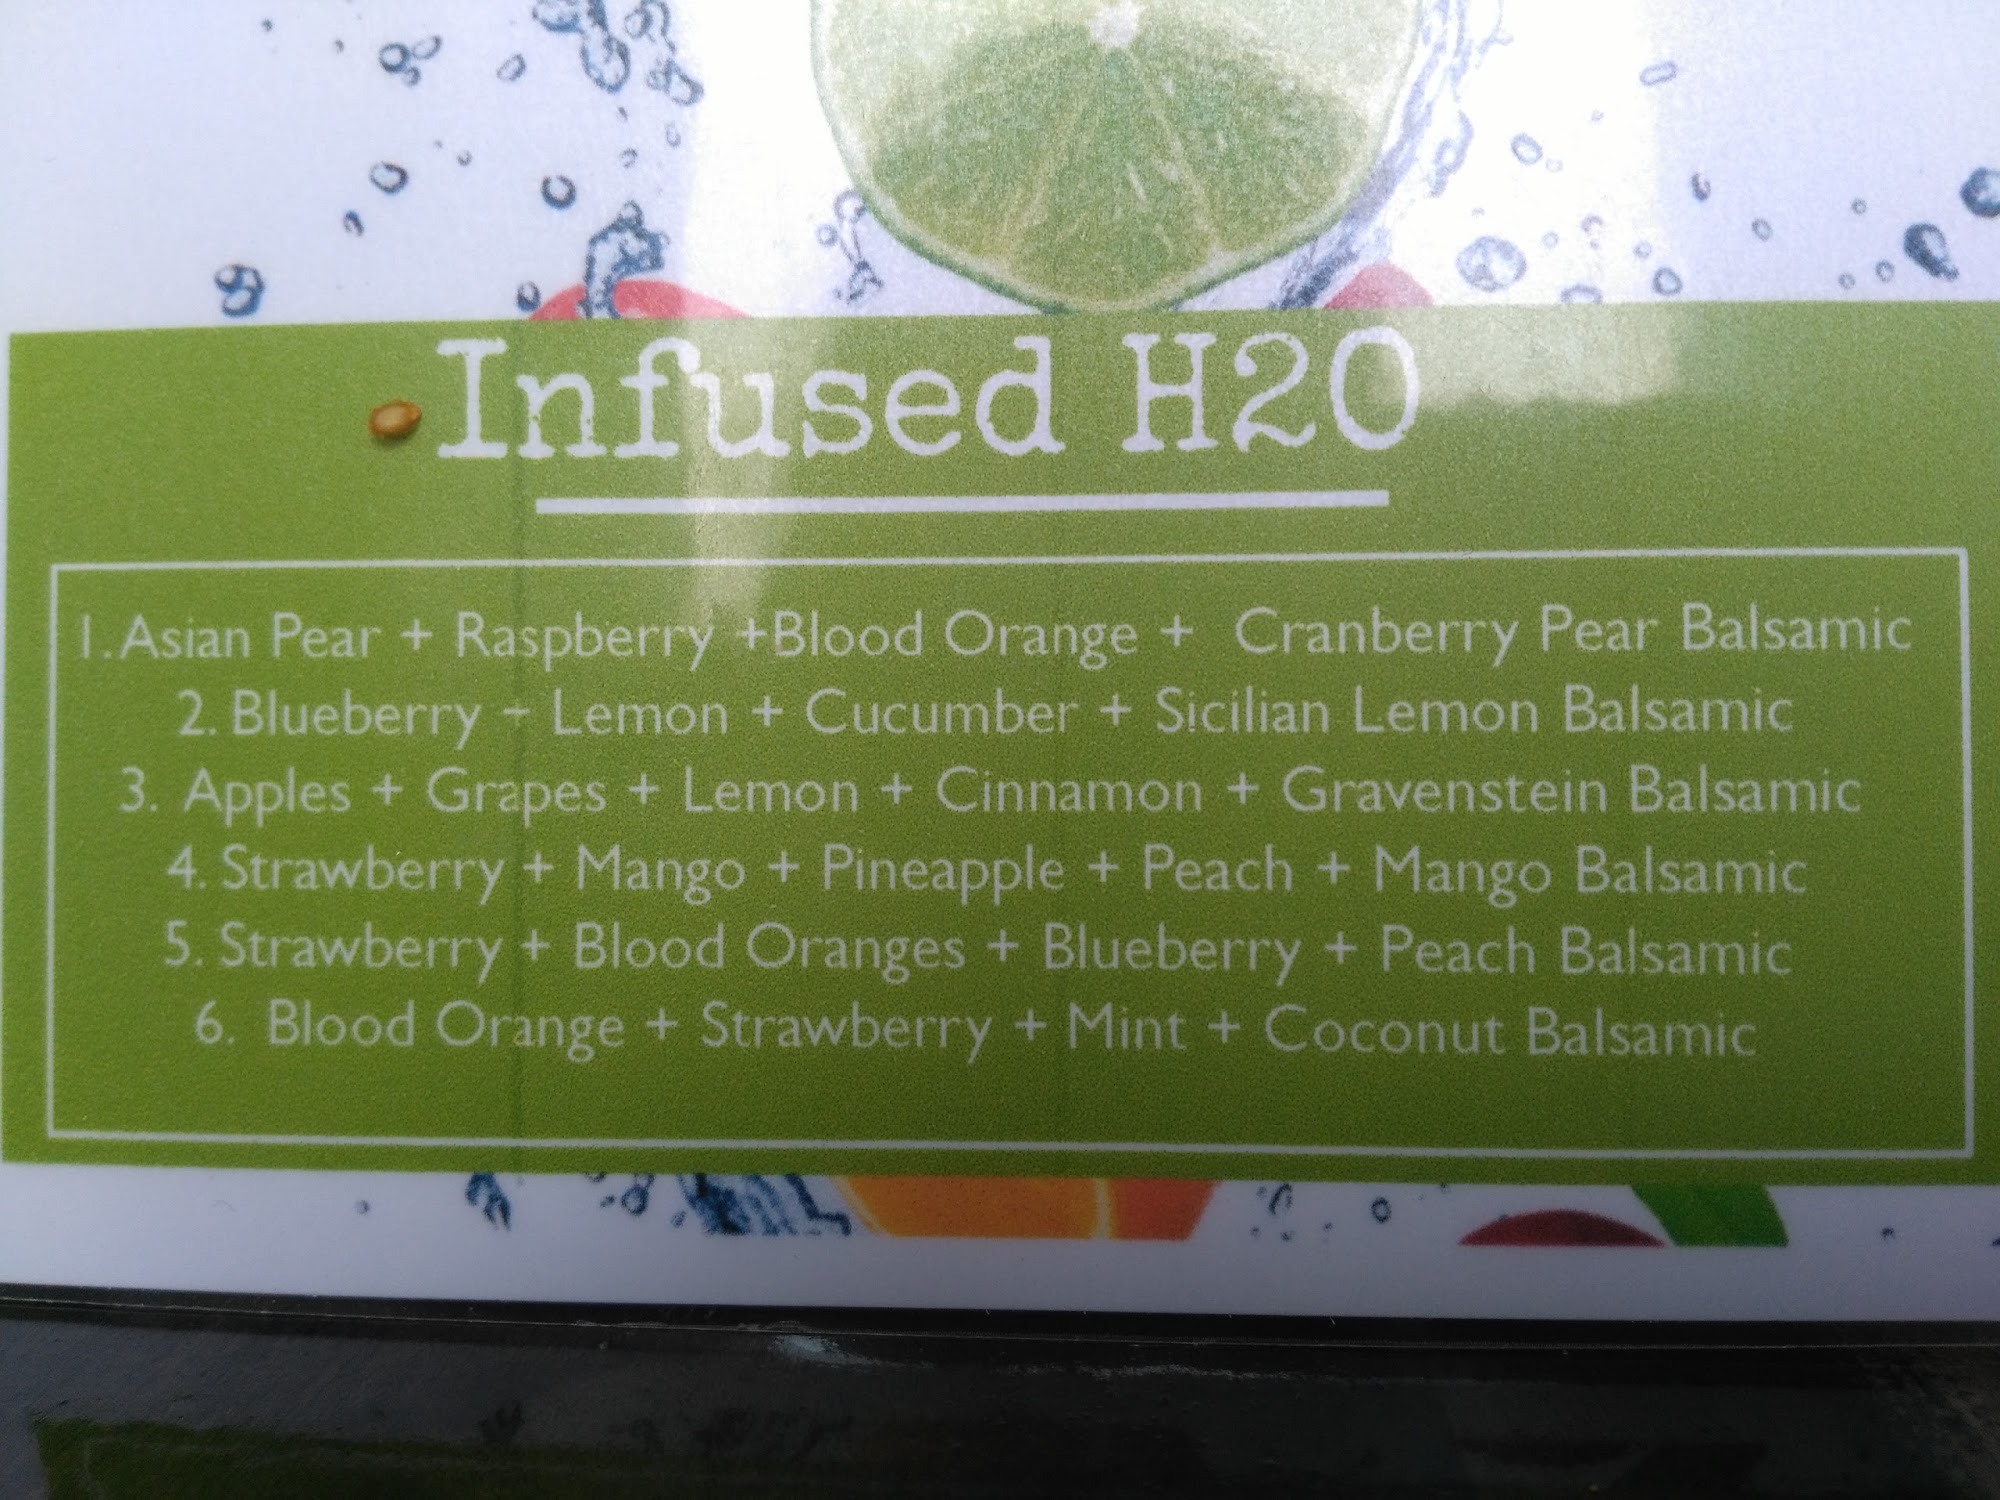 Infused H2O
1. Asian Pear + Raspberry +Blood Orange + Cranberry Pear Balsamic
2. Blueberry + Lemon + Cucumber + Sicilian Lemon Balsamic
3. Apples + Grapes + Lemon + Cinnamon + Gravenstein Balsamic
4. Strawberry + Mango + Pineapple + Peach + Mango Balsamic
5. Strawberry + Blood Oranges + Blueberry + Peach Balsamic
6. Blood Orange + Strawberry + Mint + Coconut Balsamic